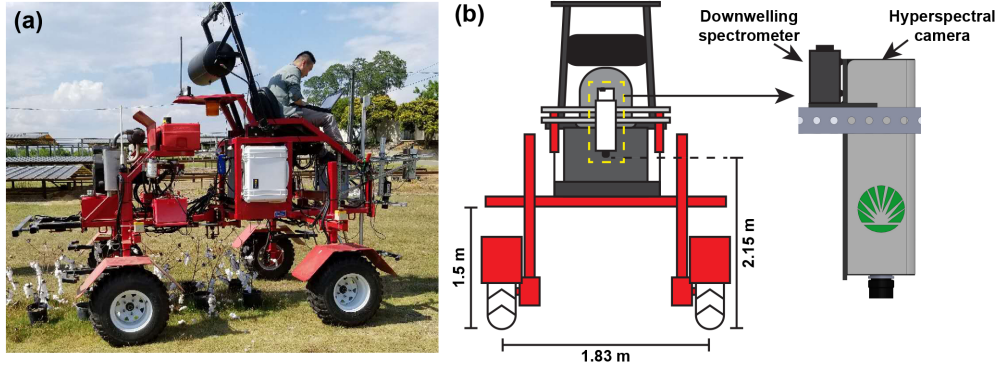 (a)
(b)
Downwelling
spectrometer
Hyperspectral
camera
1.5 m
2.15 m
1.83 m